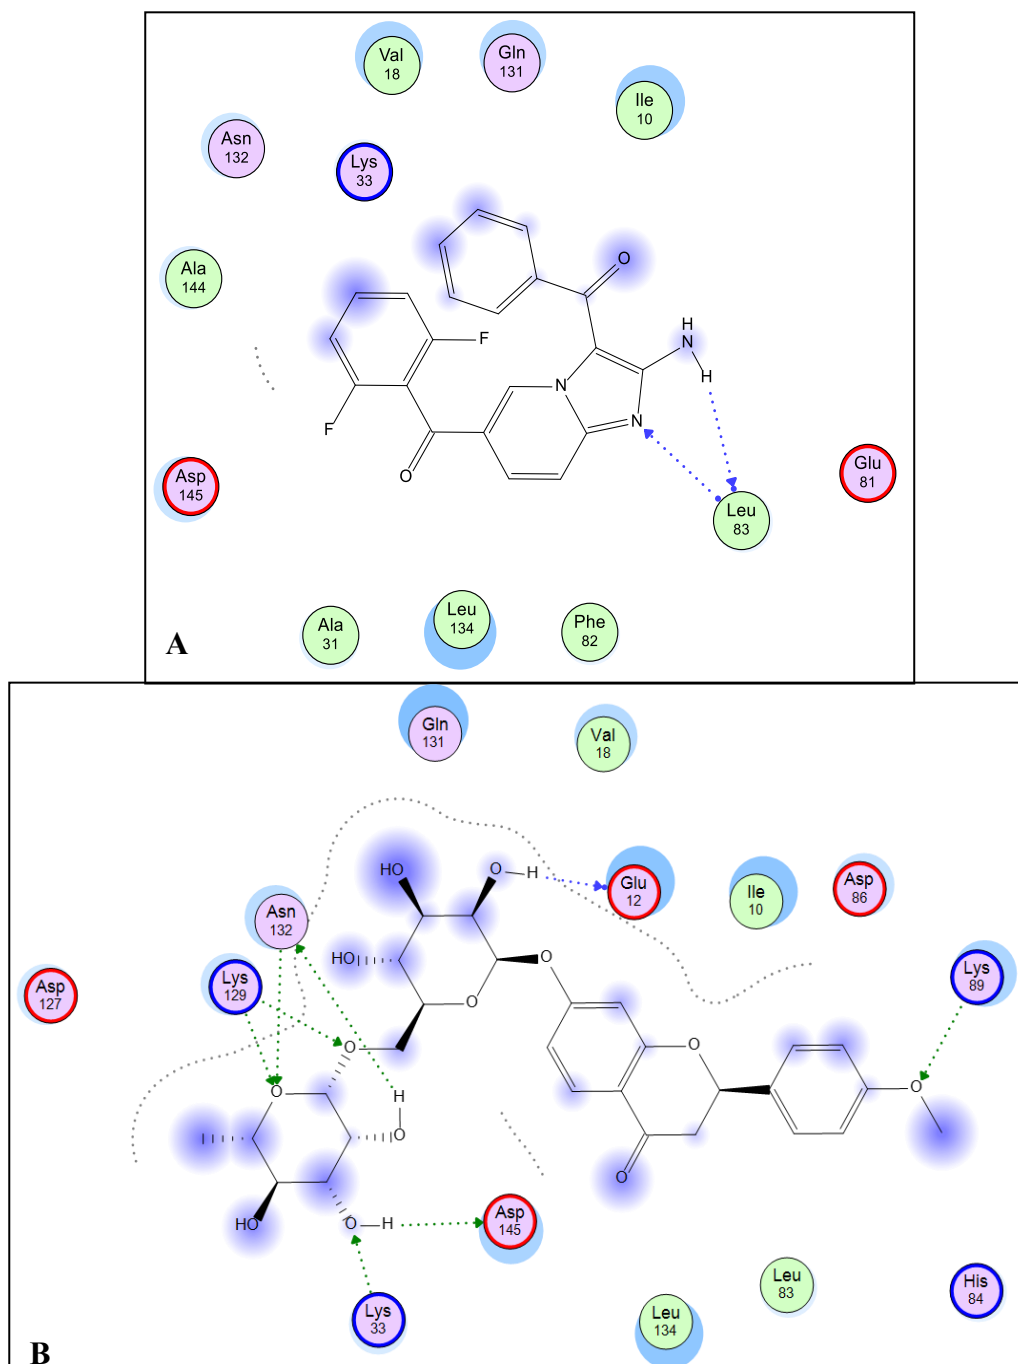 Val
18
Gln
131
Ile
10
Asn
132
Lys
33
O
Ala
144
H
N
F
H
N
N
F
O
Asp
145
Glu
81
Leu
83
Ala
31
Leu
134
Phe
82
A
Gln
131
Val
18
HO
O
H
Glu
12
Ile
10
Asp
86
Asn
132
HO
O
Lys
129
O
Lys
89
Asp
127
O
O
O
O
H
O
O
HO
O
H
Asp
145
Lys
33
Leu
134
Leu
83
His
84
B